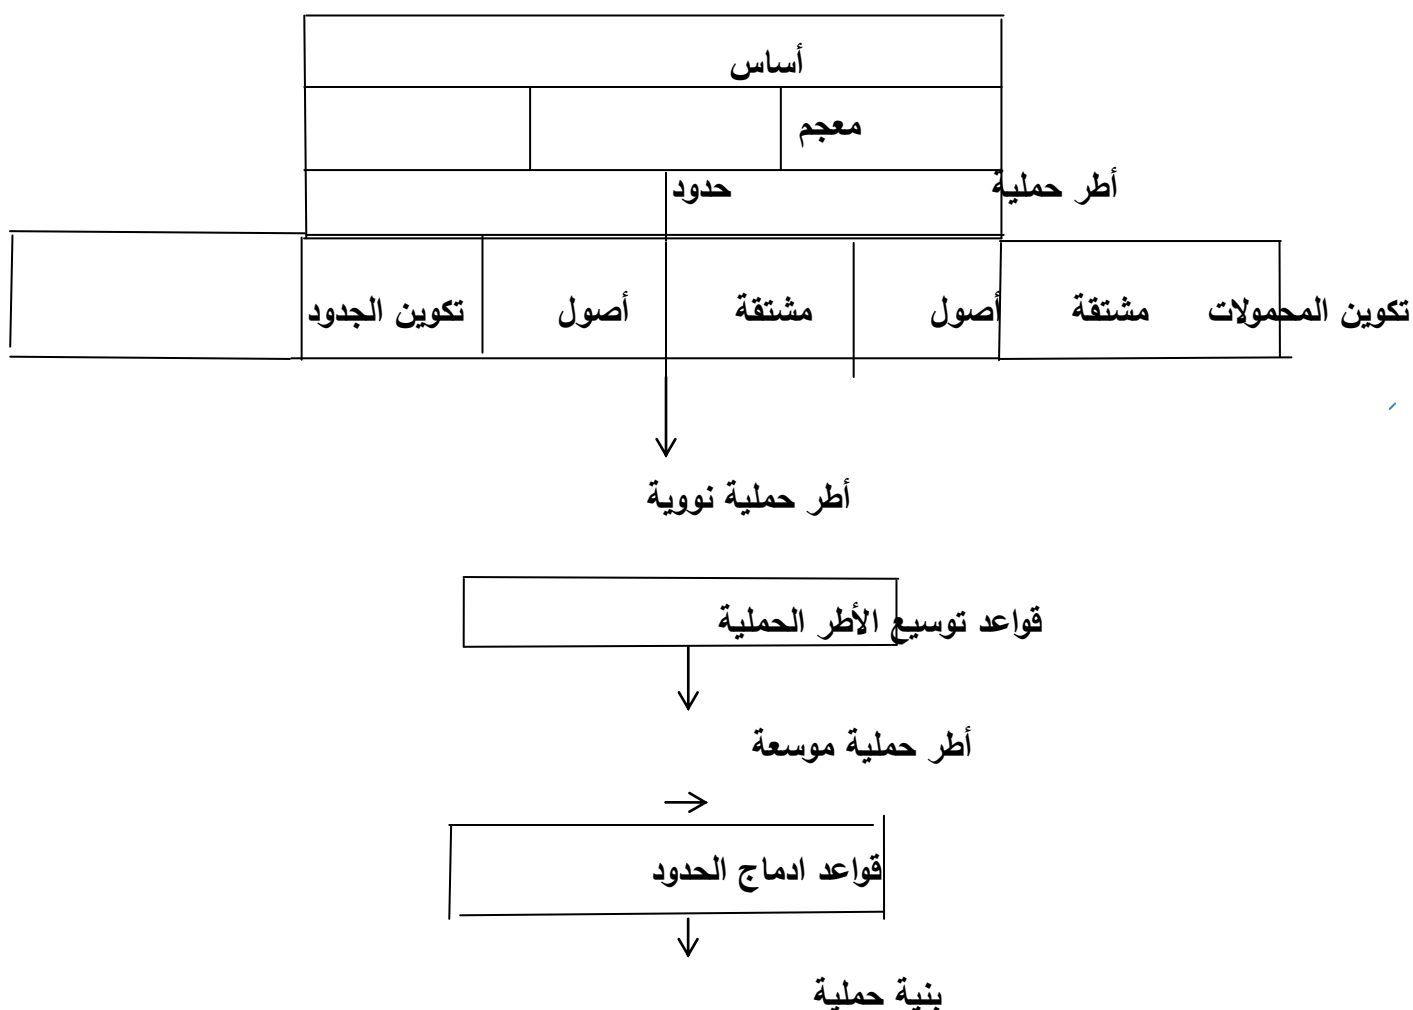 أساس
معجم
أطر حملية حدود
تكوين المحمولات مشتقة أصول مشتقة أصول تكوين الجدود
أطر حملية نووية
قواعد توسيع الأطر الحملية
أطر حملية موسعة
قواعد ادماج الحدود
بنية حملية